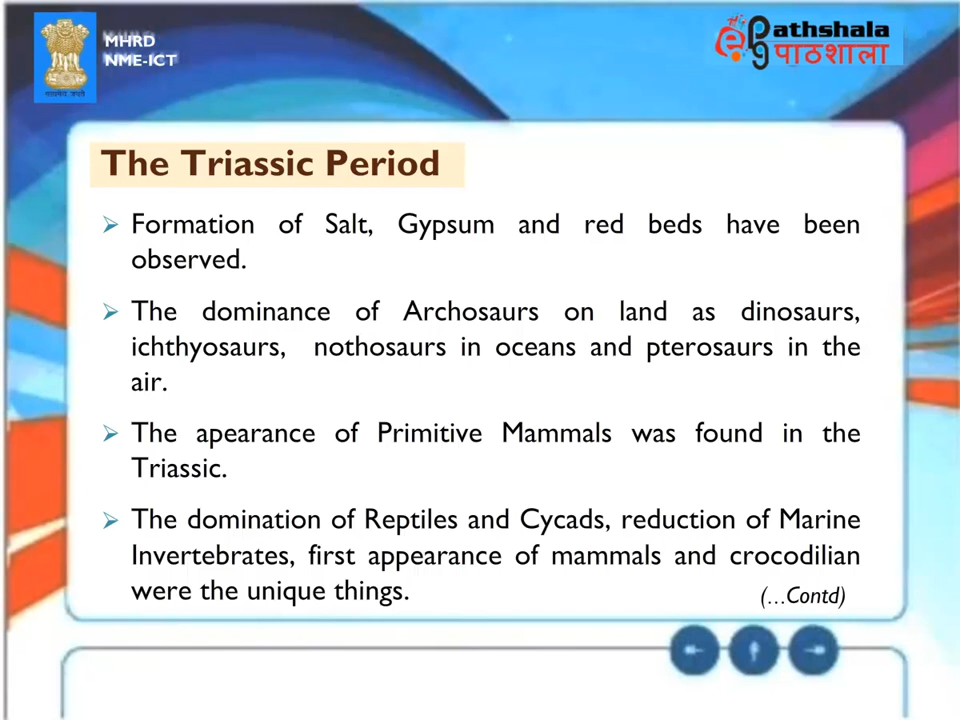 MHRD
NME-ICT
Pathshala
पाठशाला
The Triassic Period
Formation of Salt, Gypsum and red beds have been
observed.
The dominance of Archosaurs on land as dinosaurs,
ichthyosaurs, nothosaurs in oceans and pterosaurs in the
air.
The apearance of Primitive Mammals was found in the
Triassic.
The domination of Reptiles and Cycads, reduction of Marine
Invertebrates, first appearance of mammals and crocodilian
were the unique things.
(...Contd)